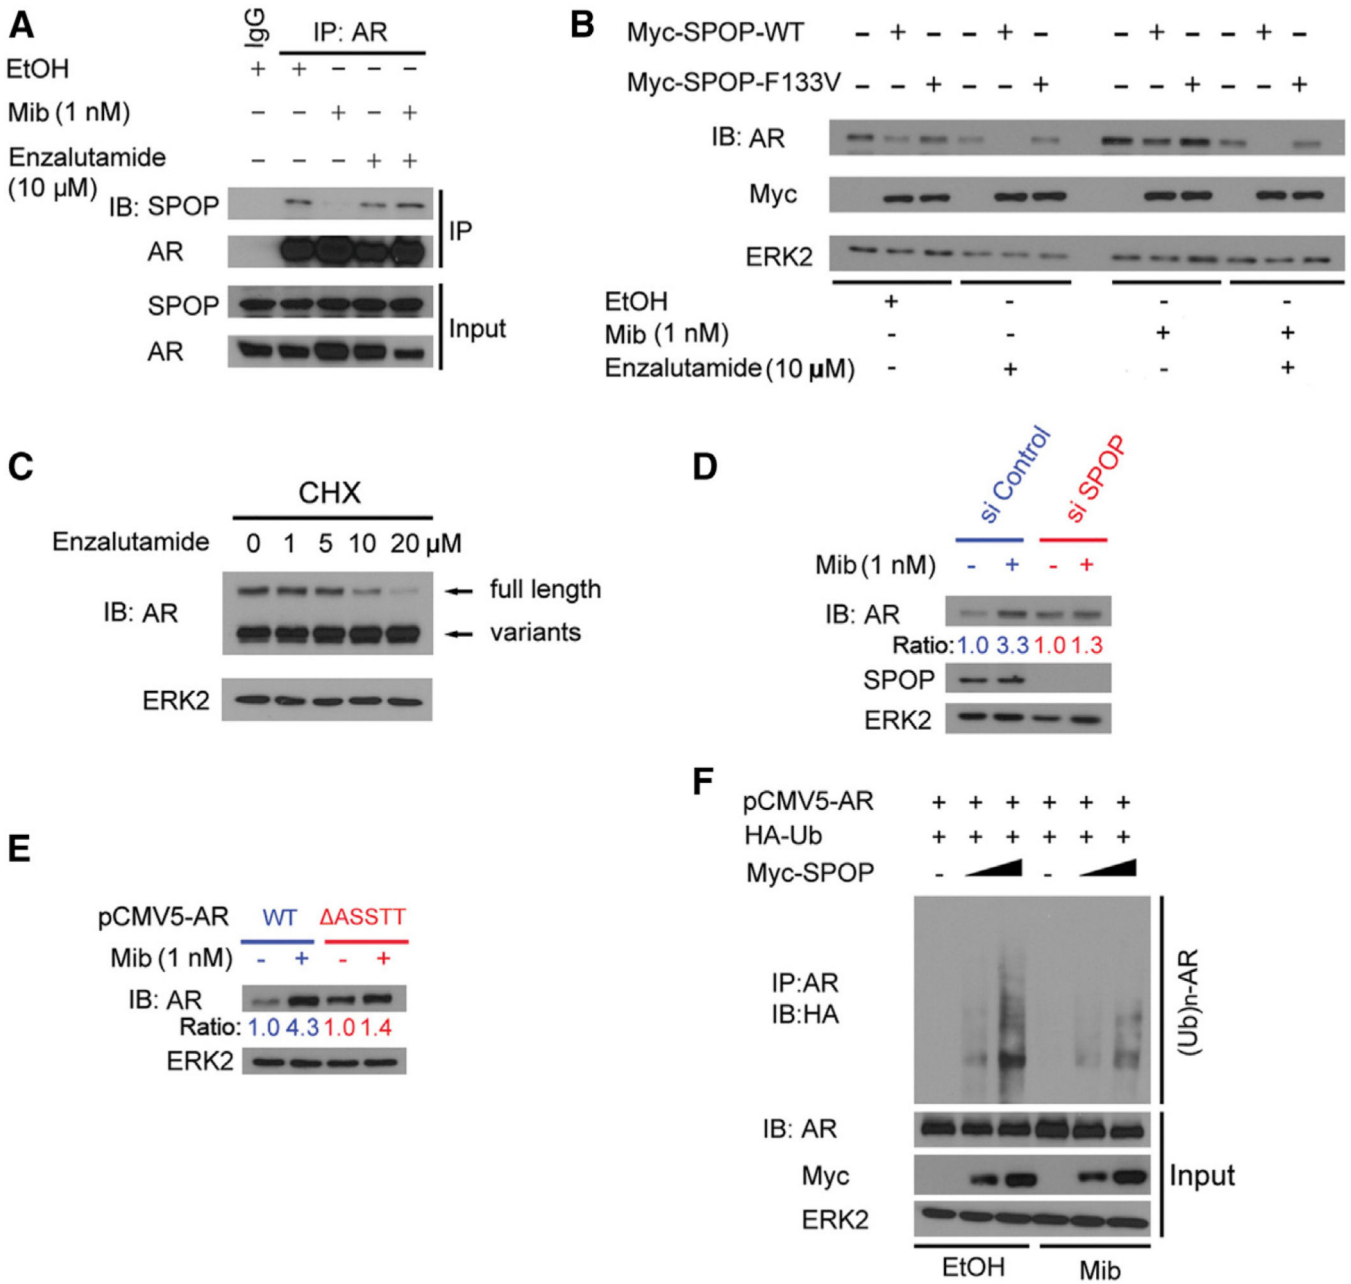 A
IgG
IP: AR
EtOH + + - - -
Mib (1 nM) - - + - +
Enzalutamide (10 µM) - - - + +
IB: SPOP
AR
IP
SPOP
AR
Input
B
Myc-SPOP-WT - + - - + - - + - - + -
Myc-SPOP-F133V - - + - - + - - + - - +
IB: AR
Myc
ERK2
EtOH + - - -
Mib (1 nM) - - + +
Enzalutamide (10 µM) - + - +
C
CHX
Enzalutamide 0 1 5 10 20 µM
IB: AR
full length
variants
ERK2
D
si Control
si SPOP
Mib (1 nM) - + - +
IB: AR
Ratio: 1.0 3.3 1.0 1.3
SPOP
ERK2
E
pCMV5-AR WT ΔASSTT
Mib (1 nM) - + - +
IB: AR
Ratio: 1.0 4.3 1.0 1.4
ERK2
F
pCMV5-AR + + + + + +
HA-Ub + + + + + +
Myc-SPOP - -
IP:AR
IB:HA
(Ub)n-AR
IB: AR
Myc
ERK2
Input
EtOH
Mib